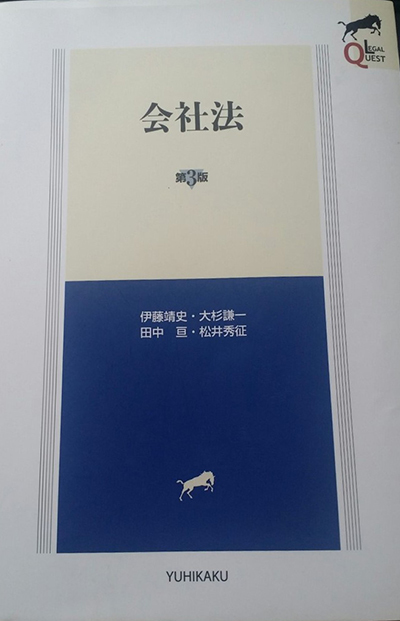 LEGAL
QUEST
会社法
第3版
伊藤靖史・大杉謙一
田中 亘・松井秀征
YUHIKAKU